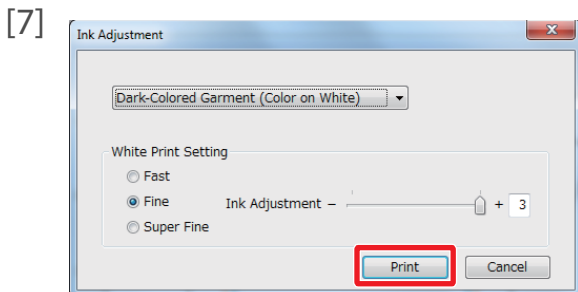 [7]
Ink Adjustment
Dark-Colored Garment (Color on White)
White Print Setting
Fast
Fine Ink Adjustment – + 3
Super Fine
Print Cancel